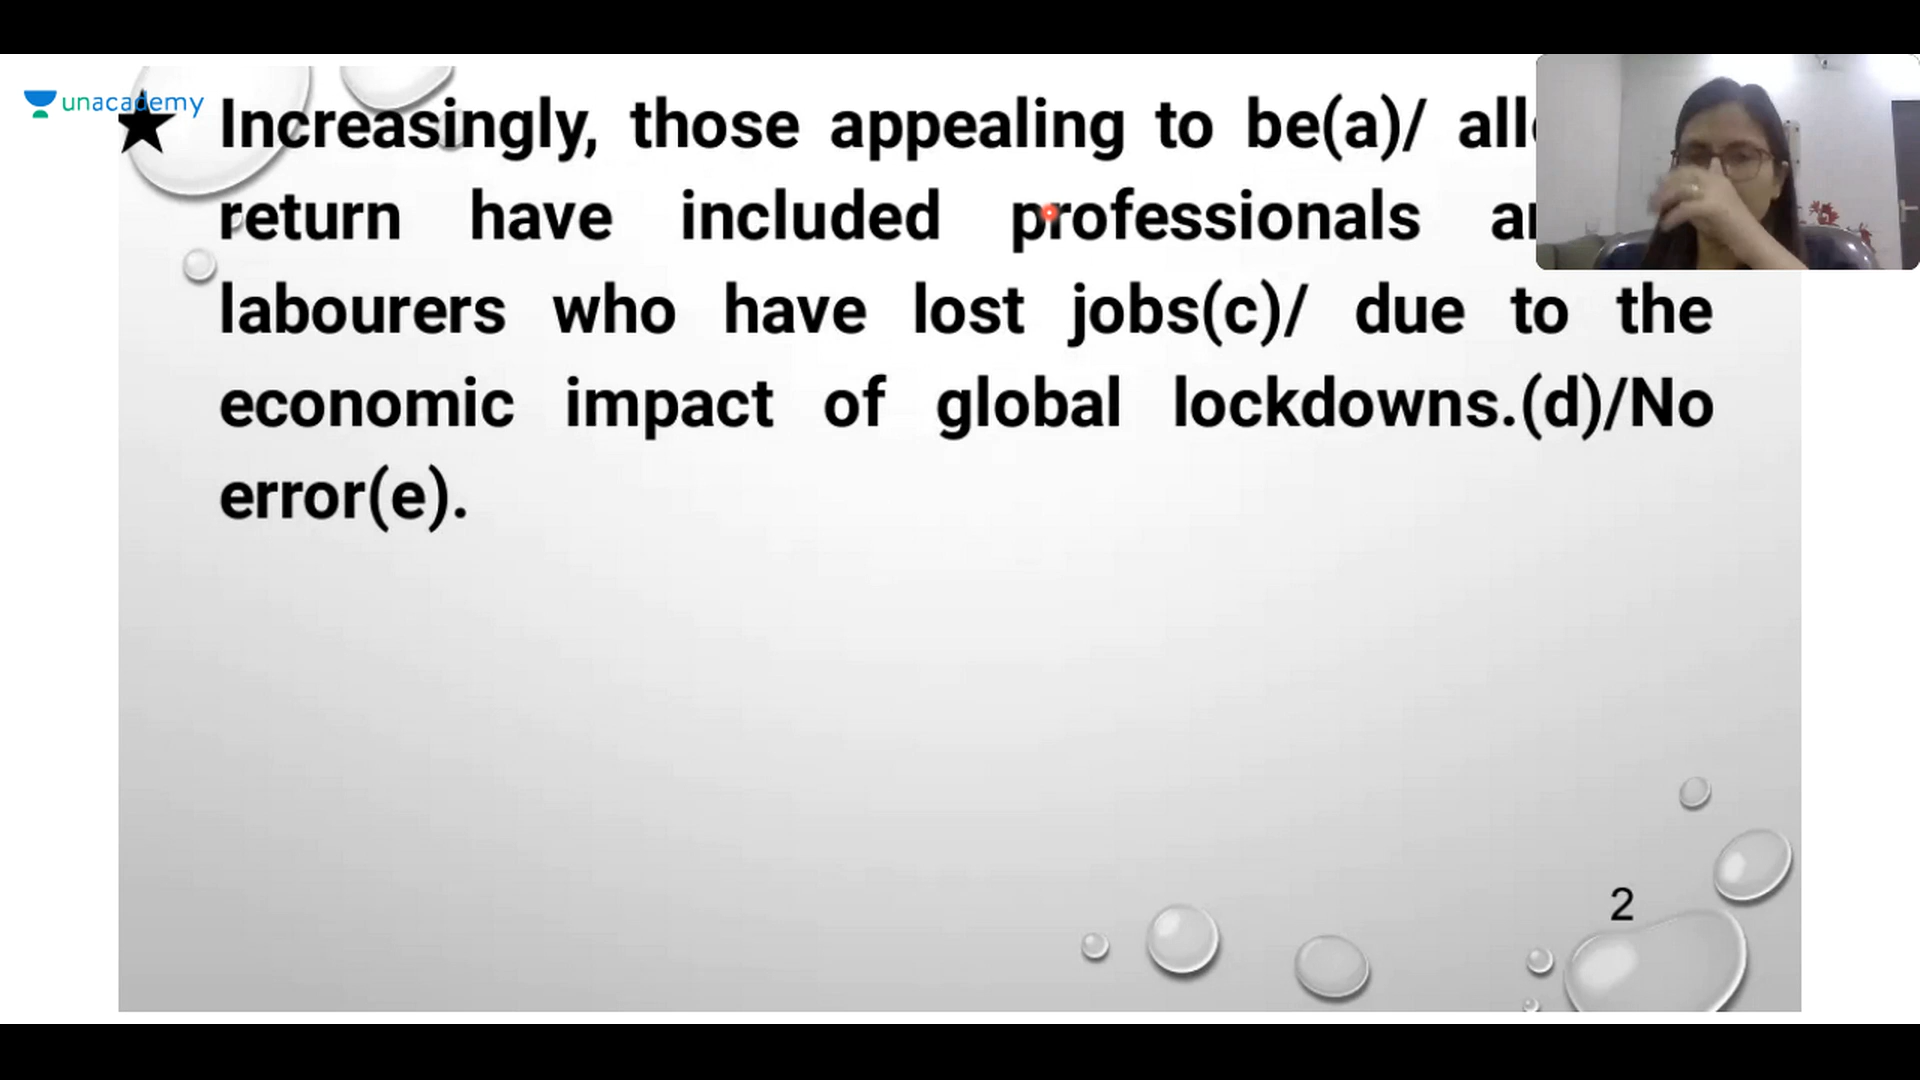 unacademy
Increasingly, those appealing to be(a)/
return have included professionals
labourers who have lost jobs(c)/ due to the
economic impact of global lockdowns.(d)/No
error(e).
2